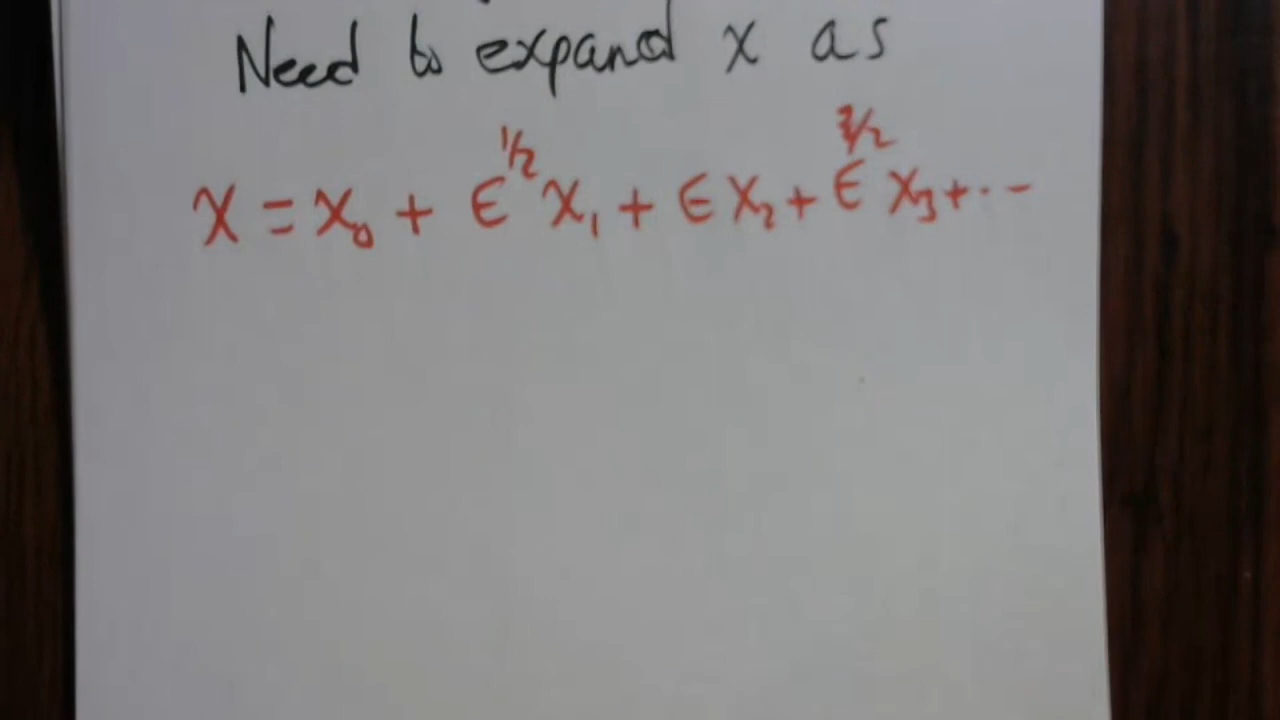 Need to expand x as
x = x₀ + ϵ^{1/2} x₁ + ϵ x₂ + ϵ^{3/2} x₃ + ...